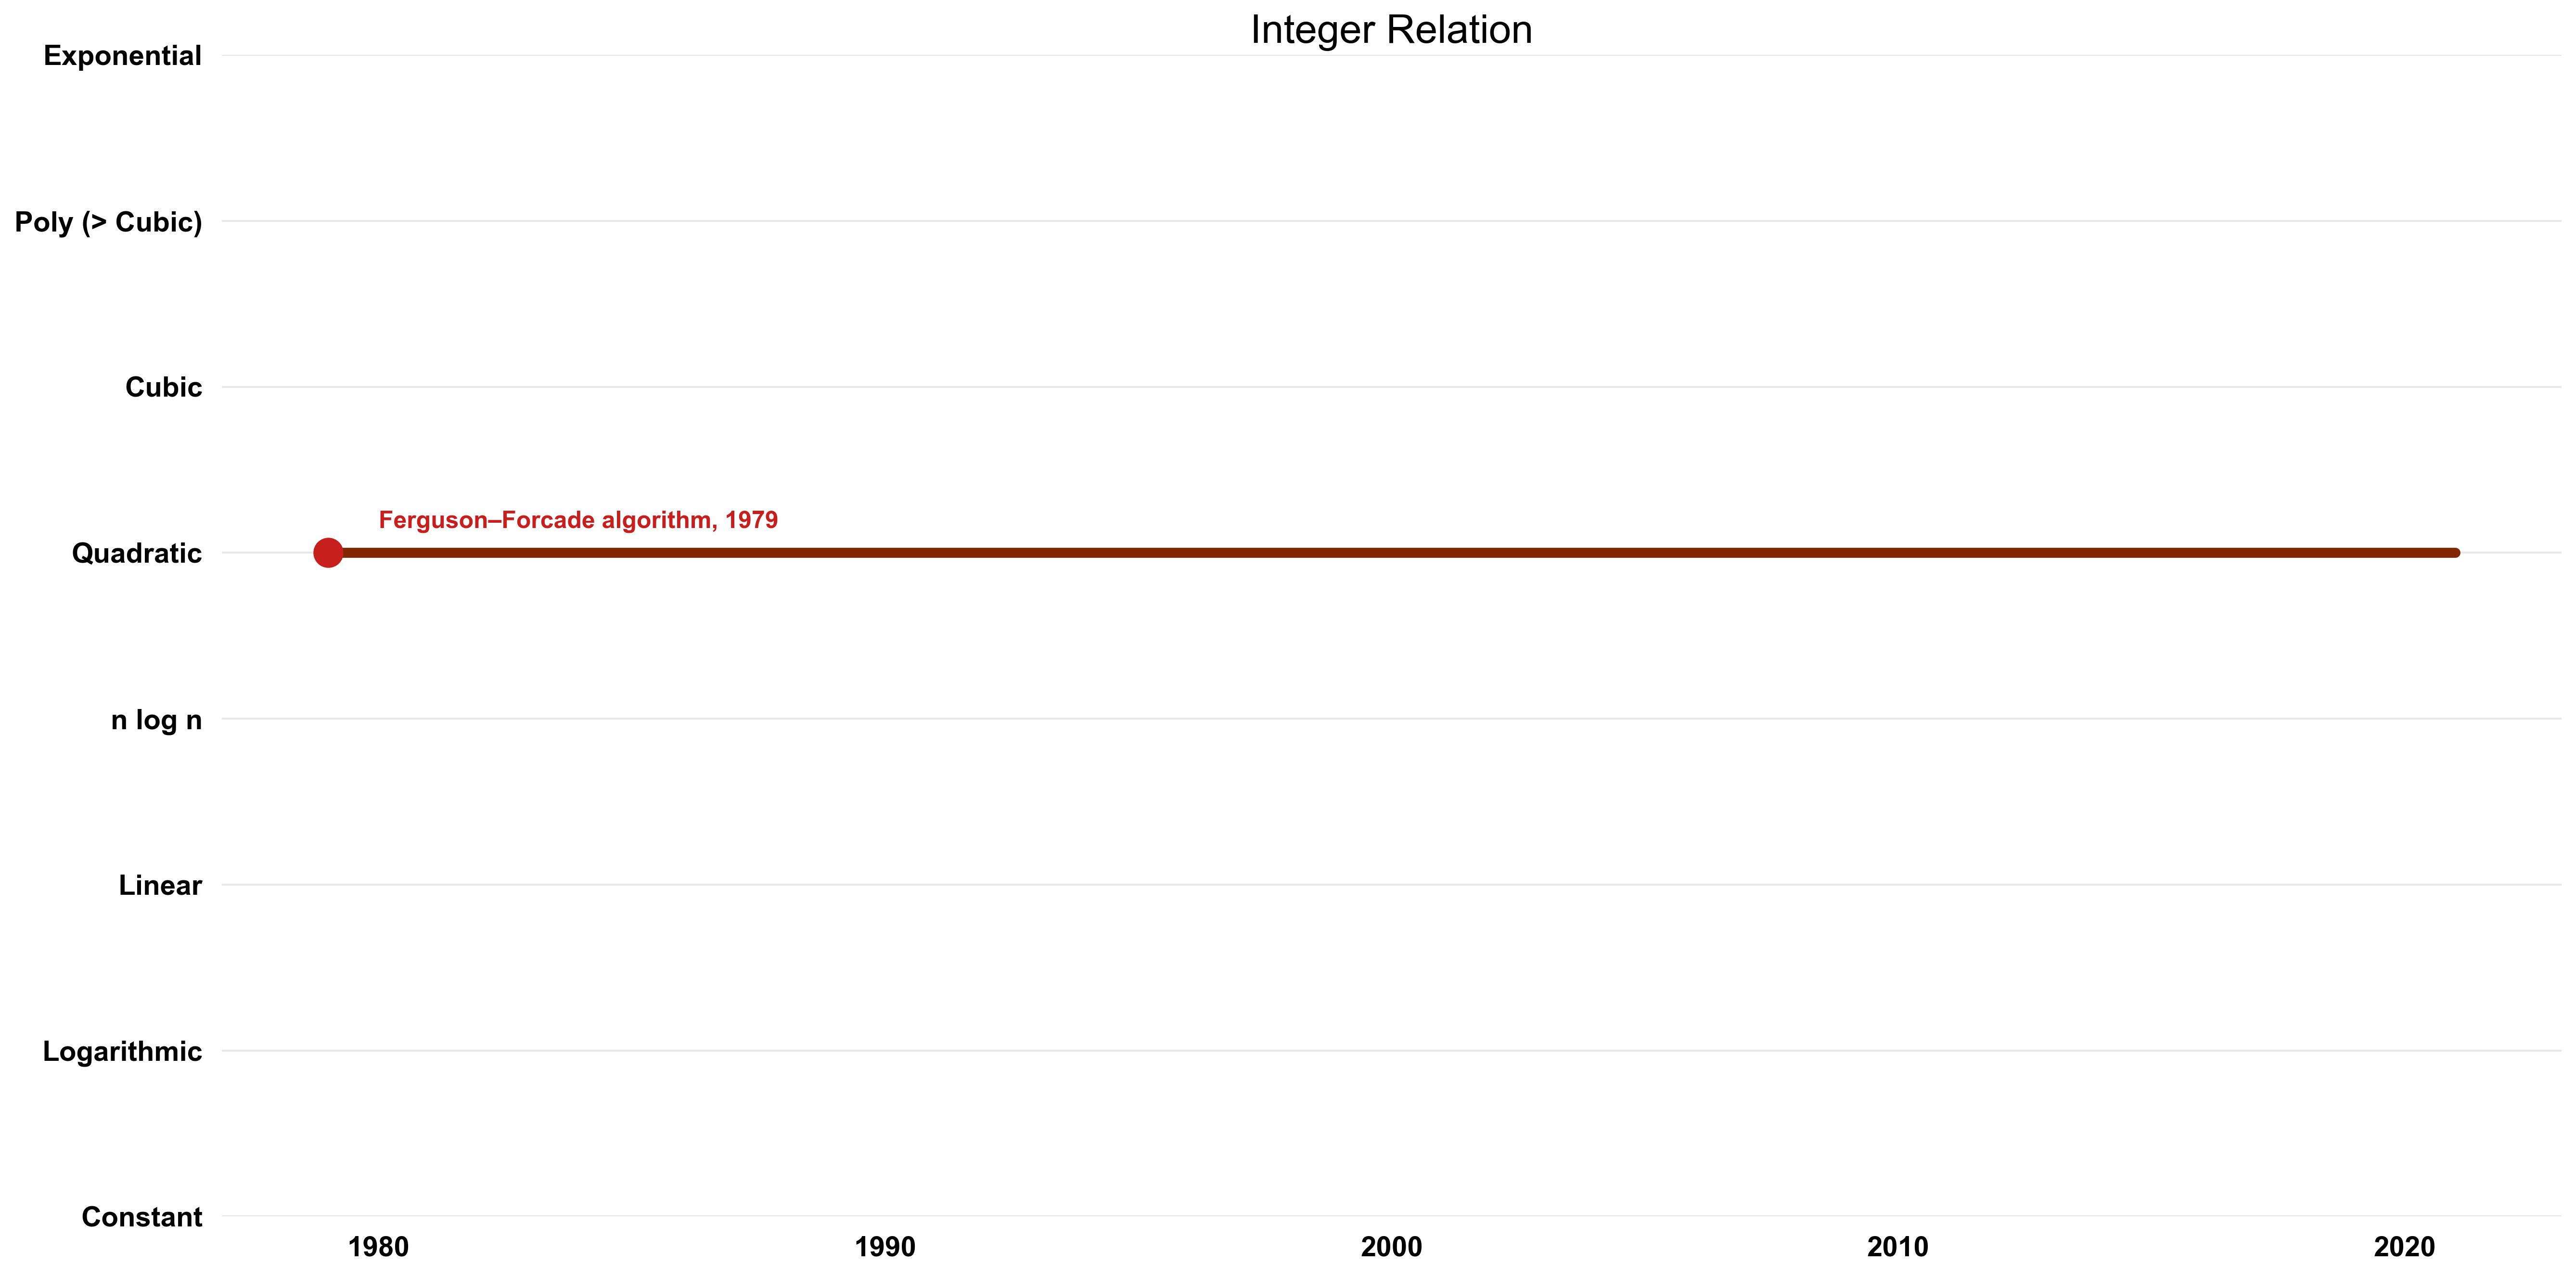 Integer Relation
Exponential
Poly (> Cubic)
Cubic
Ferguson–Forcade algorithm, 1979
Quadratic
n log n
Linear
Logarithmic
Constant
1980 1990 2000 2010 2020